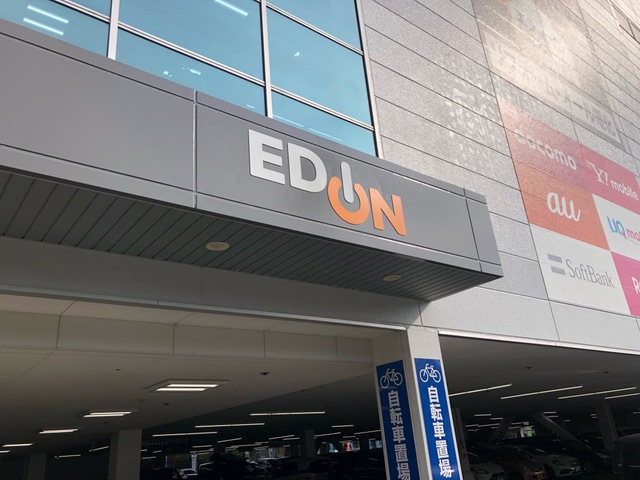 EDION
docomo
Y! mobile
au
UQ mobile
SoftBank
自転車置場
自転車置場